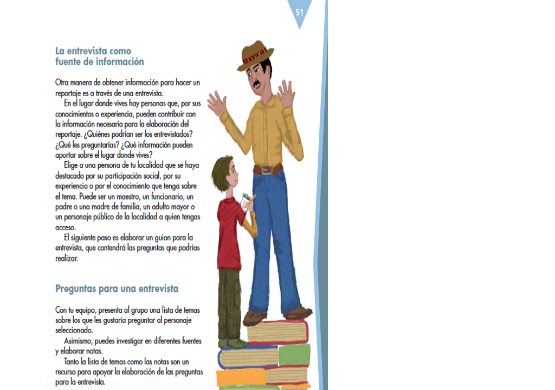 51
La entrevista como
fuente de información
Otra manera de obtener información para hacer un
reportaje es a través de una entrevista.
En el lugar donde vives hay personas que, por sus
conocimientos o experiencia, pueden contribuir con
la información necesaria para la elaboración del
reportaje. ¿Quiénes podrían ser los entrevistados?
¿Qué les preguntarías? ¿Qué información pueden
aportar sobre el lugar donde vives?
Elige a una persona de tu localidad que se haya
destacado por su participación social, por su
experiencia o por el conocimiento que tenga sobre
el tema. Puede ser un maestro, un funcionario, un
padre o una madre de familia, un adulto mayor o
un personaje público de la localidad a quien tengas
acceso.
El siguiente paso es elaborar un guion para la
entrevista, que contendrá las preguntas que podrías
realizar.
Preguntas para una entrevista
Con tu equipo, presenta al grupo una lista de temas
sobre los que les gustaría preguntar al personaje
seleccionado.
Asimismo, puedes investigar en diferentes fuentes
y elaborar notas.
Tanto la lista de temas como las notas son un
recurso para apoyar la elaboración de las preguntas
para la entrevista.